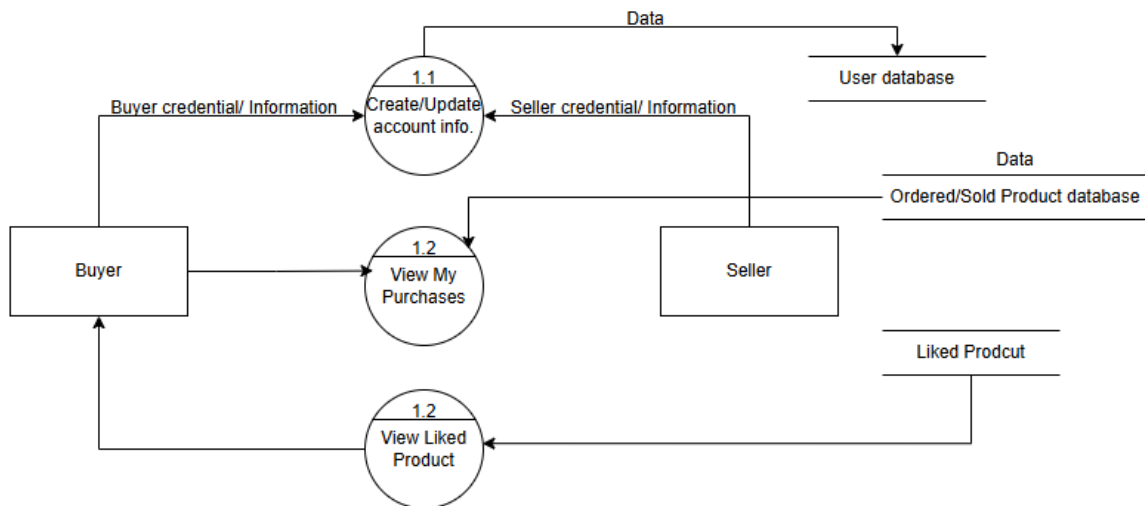 Data
User database
1.1
Create/Update
account info.
Buyer credential/ Information
Seller credential/ Information
Data
Ordered/Sold Product database
Buyer
1.2
View My
Purchases
Seller
Liked Prodcut
1.2
View Liked
Product